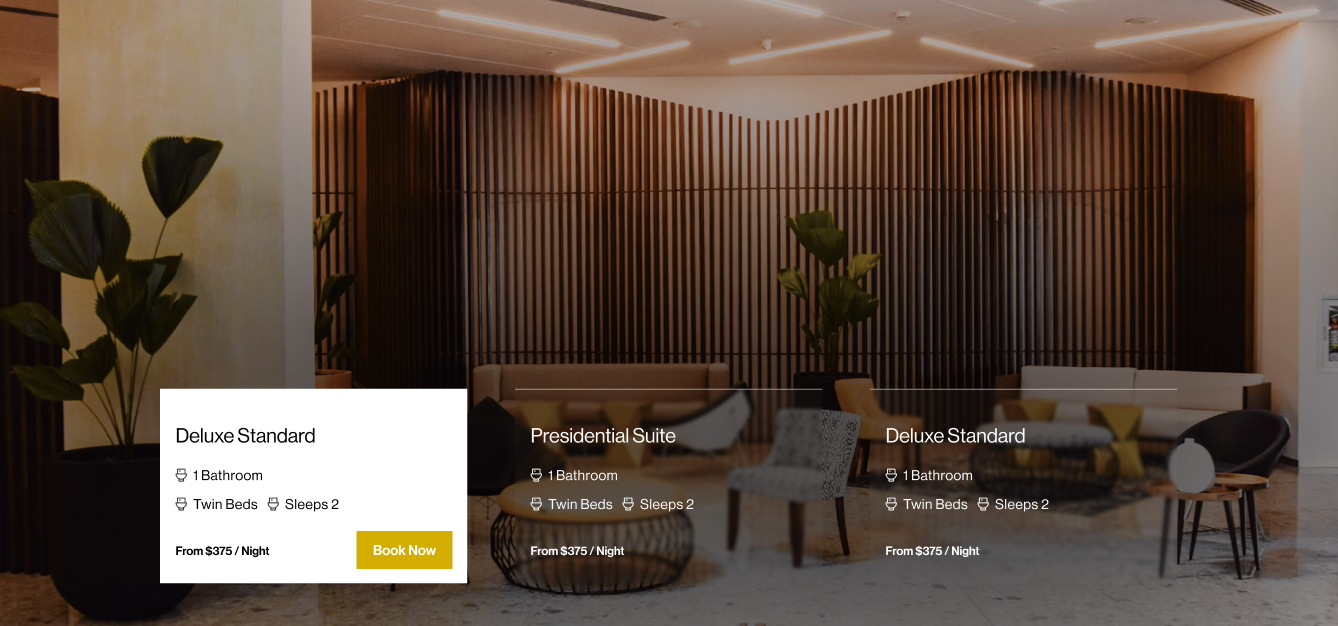 Deluxe Standard
1 Bathroom
Twin Beds Sleeps 2
From $375 / Night
Book Now
Presidential Suite
1 Bathroom
Twin Beds Sleeps 2
From $375 / Night
Deluxe Standard
1 Bathroom
Twin Beds Sleeps 2
From $375 / Night